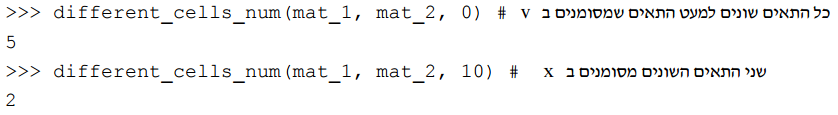 >>> different_cells_num(mat_1, mat_2, 0) # v כל התאים שונים למעט התאים שמסומנים ב
5
>>> different_cells_num(mat_1, mat_2, 10) # x שני התאים השונים מסומנים ב
2